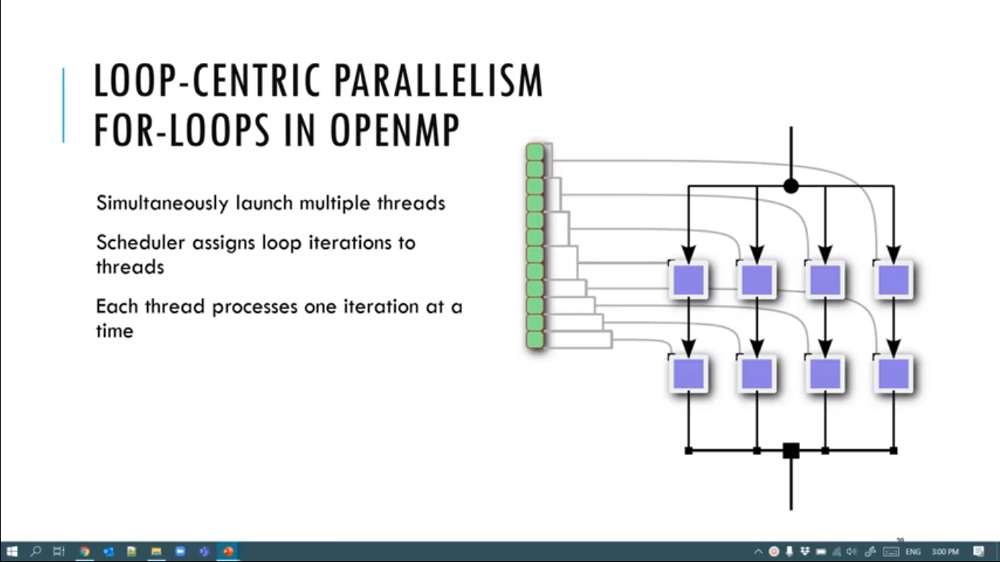 LOOP-CENTRIC PARALLELISM
FOR-LOOPS IN OPENMP
Simultaneously launch multiple threads
Scheduler assigns loop iterations to
threads
Each thread processes one iteration at a
time
ENG
3:00 PM